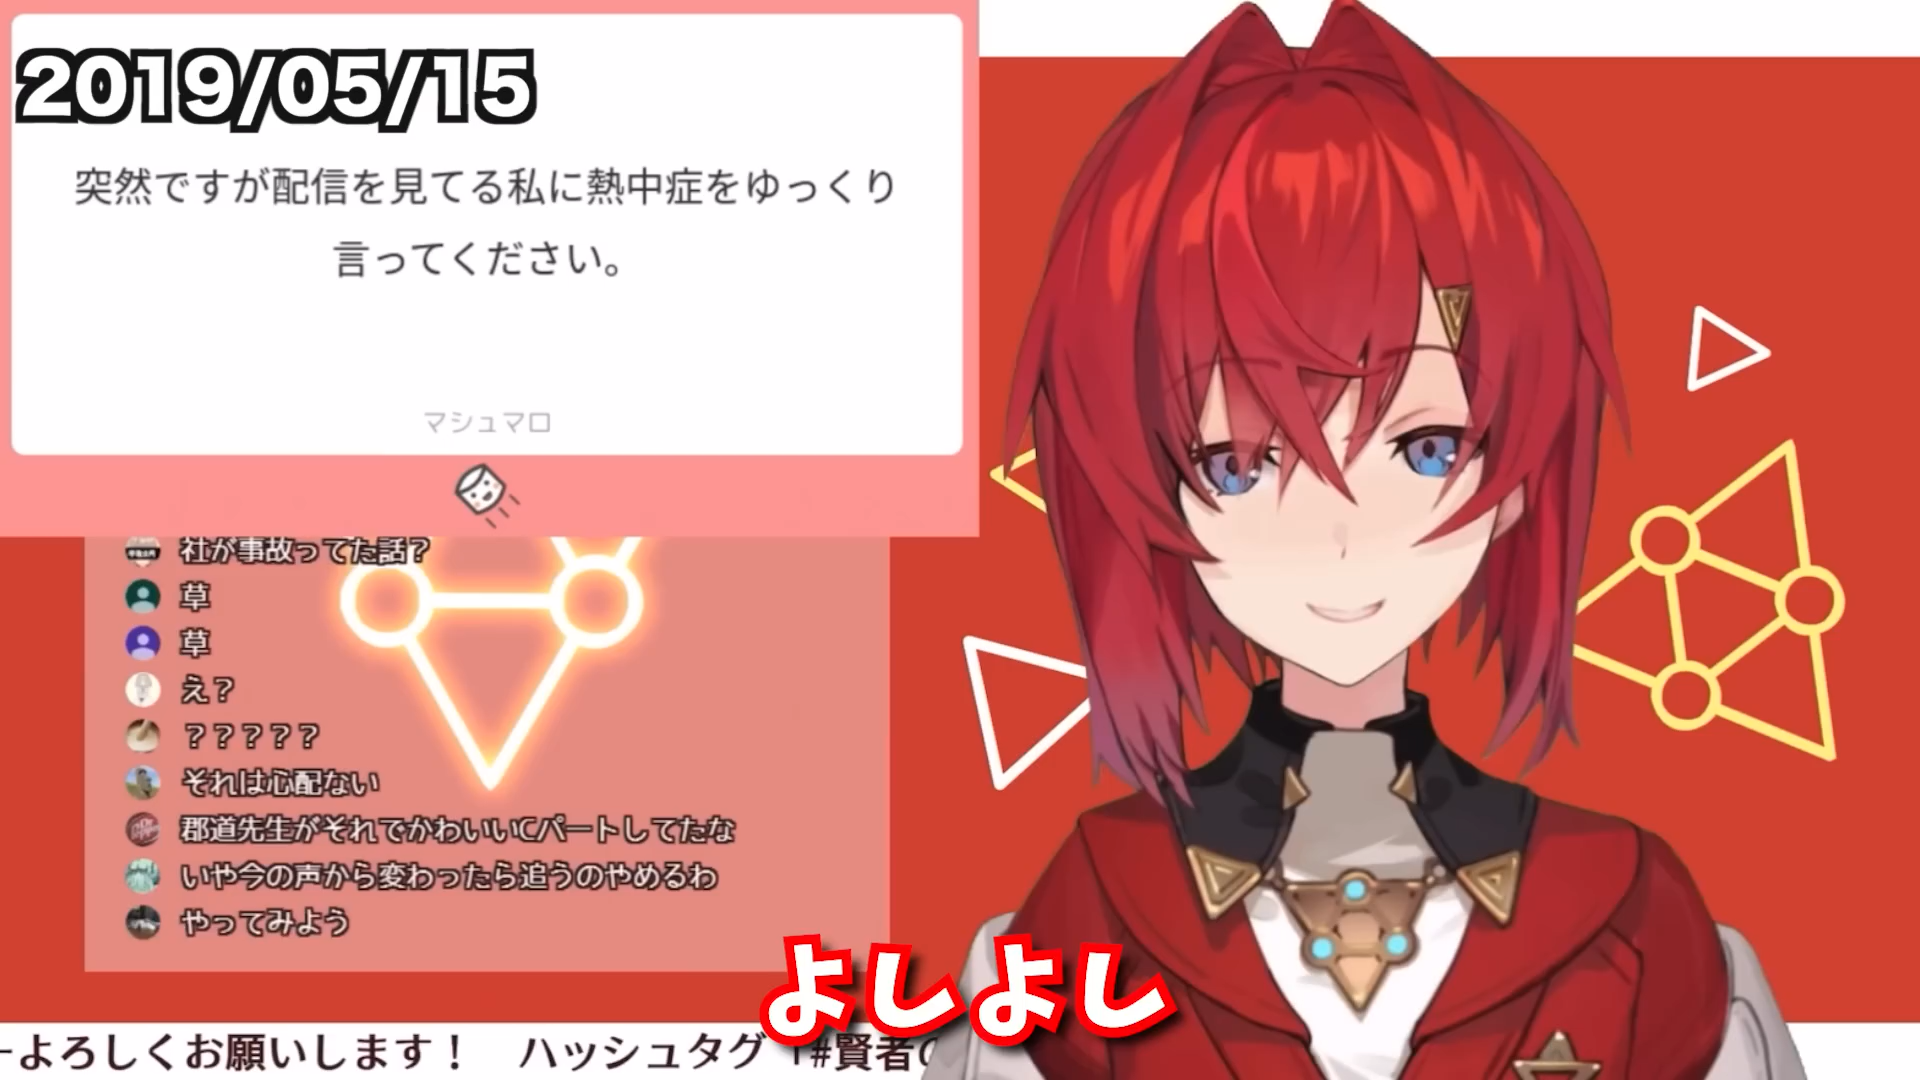 2019/05/15
突然ですが配信を見てる私に熱中症をゆっくり
言ってください。
マシュマロ
社が事故ってた話？
草
草
え？
？？？？？
それは心配ない
郡道先生がそれでかわいいCパートしてたな
いや今の声から変わったら追うのやめるわ
やってみよう
よしよし
ーよろしくお願いします！　ハッシュタグ「#賢者の